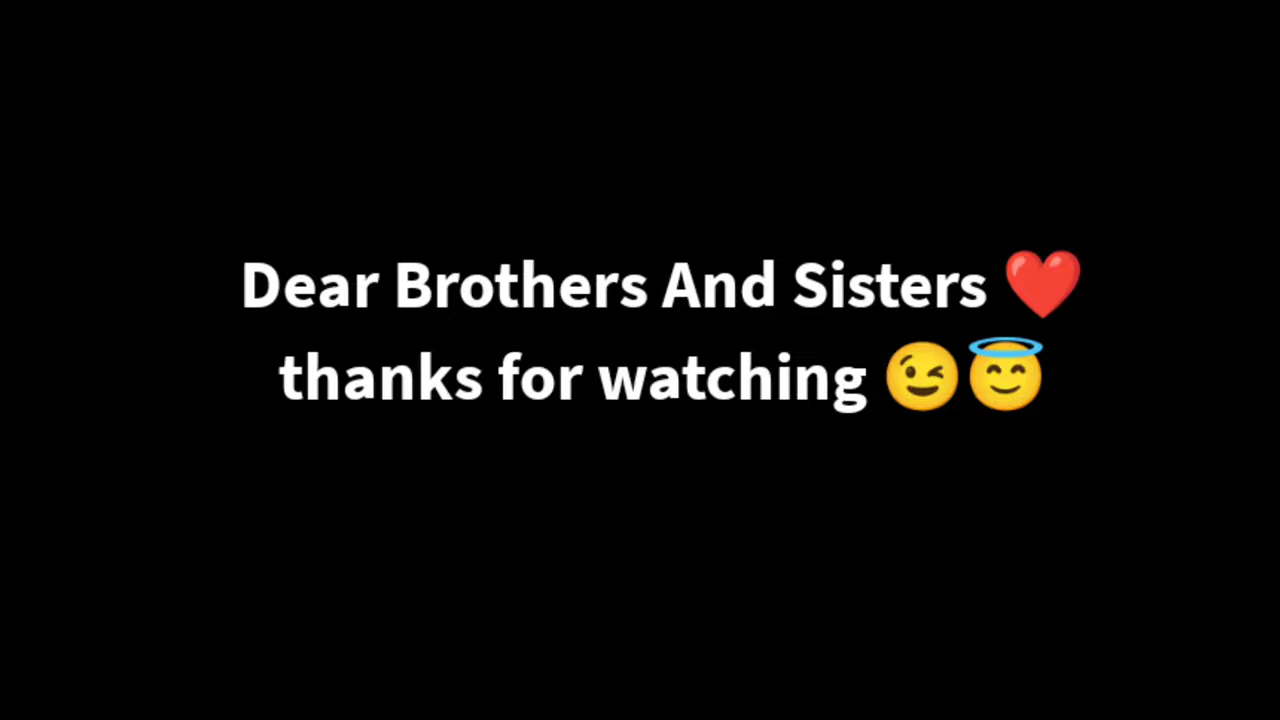 Dear Brothers And Sisters ❤️
thanks for watching 😉😇